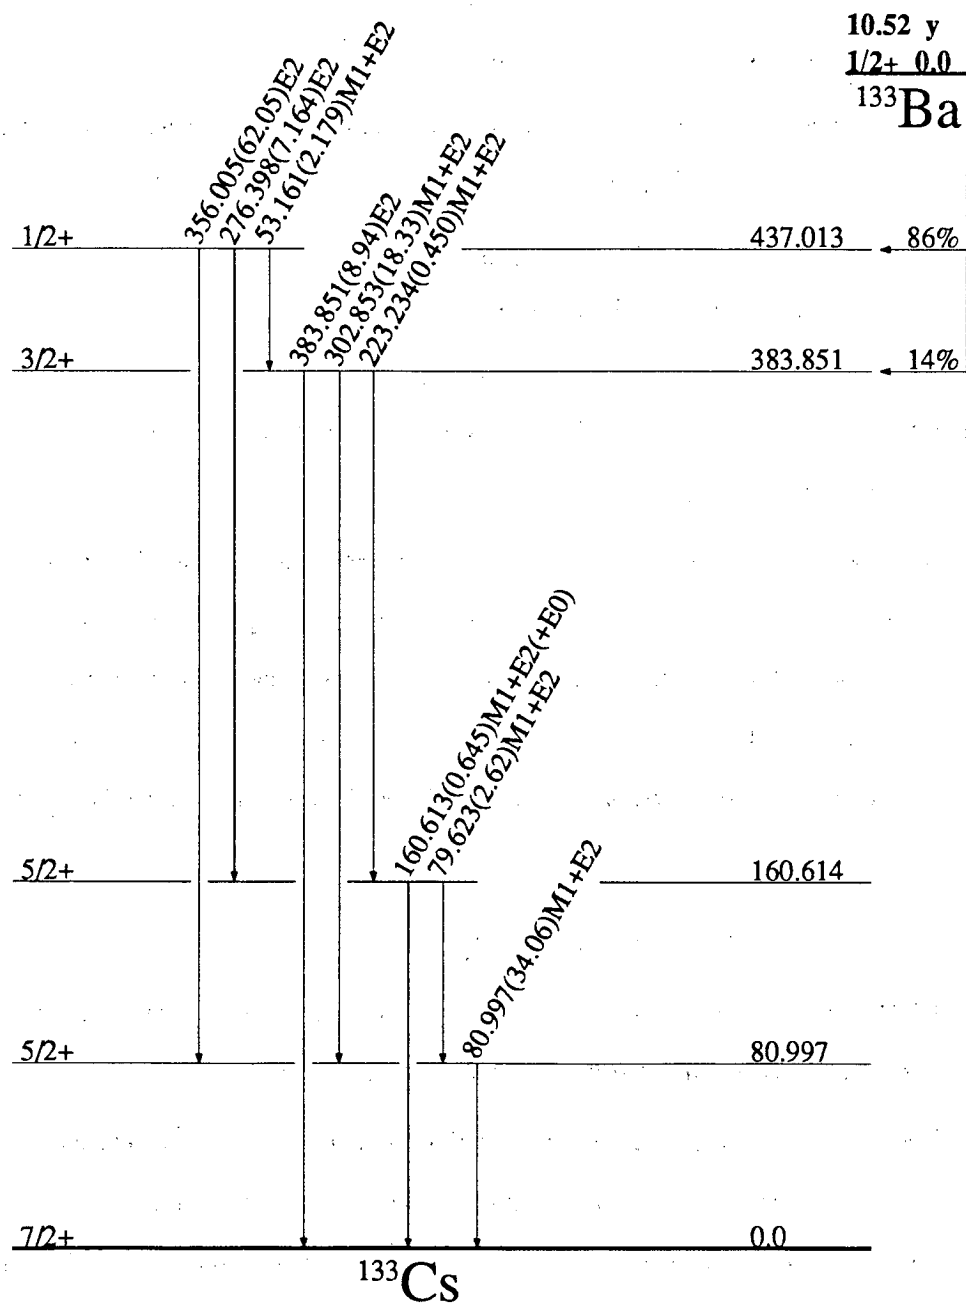 10.52 y
1/2+ 0.0
133Ba
356.005(62.05)E2
276.398(7.164)E2
53.161(2.179)M1+E2
1/2+ 437.013 86%
383.851(8.94)E2
302.853(18.33)M1+E2
223.234(0.450)M1+E2
3/2+ 383.851 14%
160.613(0.645)M1+E2(+E0)
79.623(2.62)M1+E2
5/2+ 160.614
80.997(34.06)M1+E2
5/2+ 80.997
7/2+ 0.0
133Cs